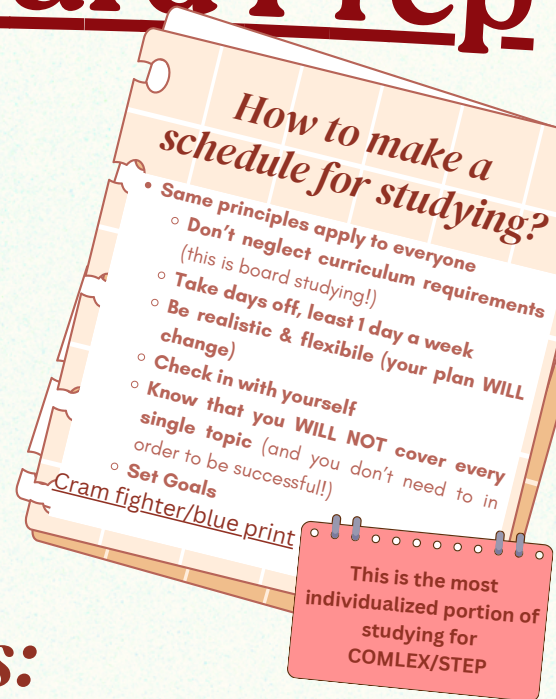 Prep
How to make a
schedule for studying?
• Same principles apply to everyone
○ Don't neglect curriculum requirements
(this is board studying!)
○ Take days off, least 1 day a week
○ Be realistic & flexibile (your plan WILL
change)
○ Check in with yourself
○ Know that you WILL NOT cover every
single topic (and you don't need to in
order to be successful!)
○ Set Goals
Cram fighter/blue print
This is the most
individualized portion of
studying for
COMLEX/STEP
s: